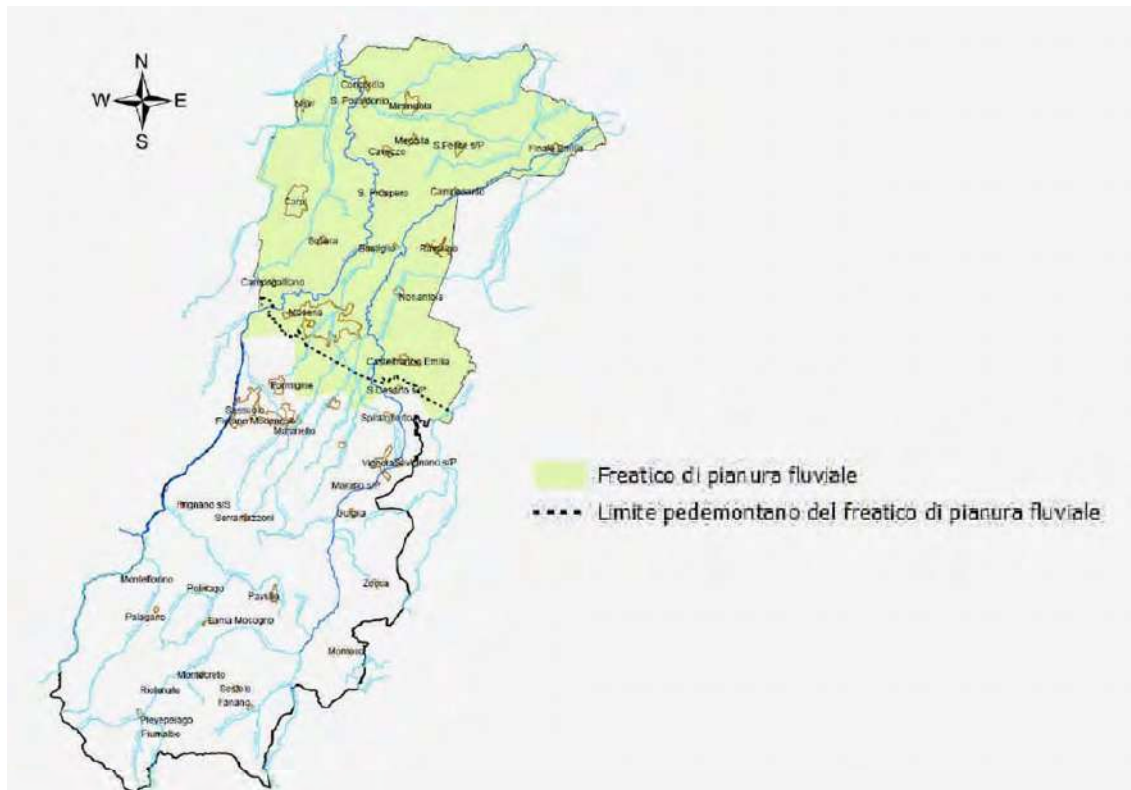 N
W E
S
Concordia
S. Possidonio
Mirandola
Medolla
Cavezzo
S.Felice s/P
Finale Emilia
S. Prospero
Camposanto
Carpi
Soliera
Bastiglia
Ravarino
Campogalliano
Nonantola
Modena
Castelfranco Emilia
S.Cesario s/P
Formigine
Sassuolo
Fiorano Modenese
Maranello
Spilamberto
Vignola
Savignano s/P
Marano s/P
Prignano s/S
Serramazzoni
Guiglia
Montefiorino
Polinago
Pavullo
Zocca
Palagano
Lama Mocogno
Montese
Montecreto
Riolunato
Sestola
Fanano
Pievepelago
Fiumalbo
Freatico di pianura fluviale
Limite pedemontano del freatico di pianura fluviale